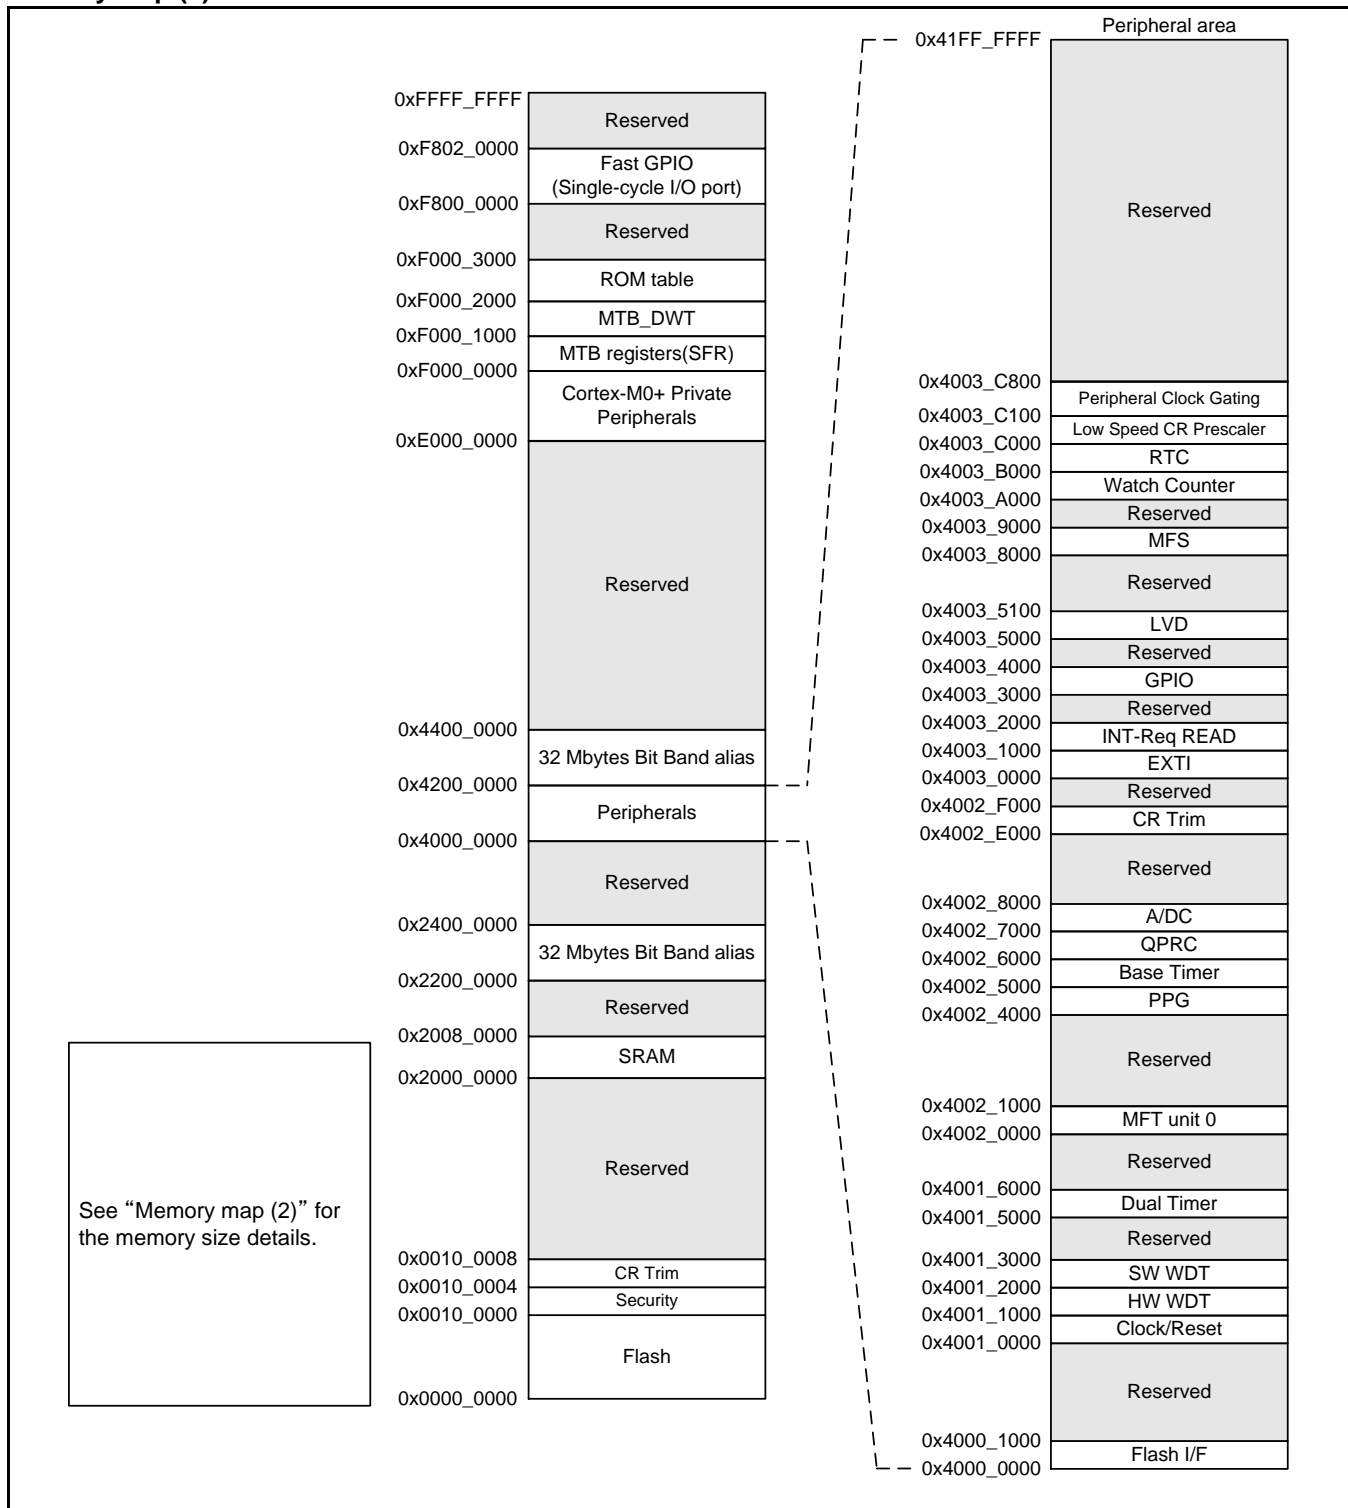 Peripheral area
0x41FF_FFFF
Reserved
0x4003_C800
Peripheral Clock Gating
0x4003_C100
Low Speed CR Prescaler
0x4003_C000
RTC
0x4003_B000
Watch Counter
0x4003_A000
Reserved
0x4003_9000
MFS
0x4003_8000
Reserved
0x4003_5100
LVD
0x4003_5000
Reserved
0x4003_4000
GPIO
0x4003_3000
Reserved
0x4003_2000
INT-Req READ
0x4003_1000
EXTI
0x4003_0000
Reserved
0x4002_F000
CR Trim
0x4002_E000
Reserved
0x4002_8000
A/DC
0x4002_7000
QPRC
0x4002_6000
Base Timer
0x4002_5000
PPG
0x4002_4000
Reserved
0x4002_1000
MFT unit 0
0x4002_0000
Reserved
0x4001_6000
Dual Timer
0x4001_5000
Reserved
0x4001_3000
SW WDT
0x4001_2000
HW WDT
0x4001_1000
Clock/Reset
0x4001_0000
Reserved
0x4000_1000
Flash I/F
0x4000_0000
0xFFFF_FFFF
Reserved
0xF802_0000
Fast GPIO
(Single-cycle I/O port)
0xF800_0000
Reserved
0xF000_3000
ROM table
0xF000_2000
MTB_DWT
0xF000_1000
MTB registers(SFR)
0xF000_0000
Cortex-M0+ Private
Peripherals
0xE000_0000
Reserved
0x4400_0000
32 Mbytes Bit Band alias
0x4200_0000
Peripherals
0x4000_0000
Reserved
0x2400_0000
32 Mbytes Bit Band alias
0x2200_0000
Reserved
0x2008_0000
SRAM
0x2000_0000
Reserved
0x0010_0008
CR Trim
0x0010_0004
Security
0x0010_0000
Flash
0x0000_0000
See “Memory map (2)” for
the memory size details.